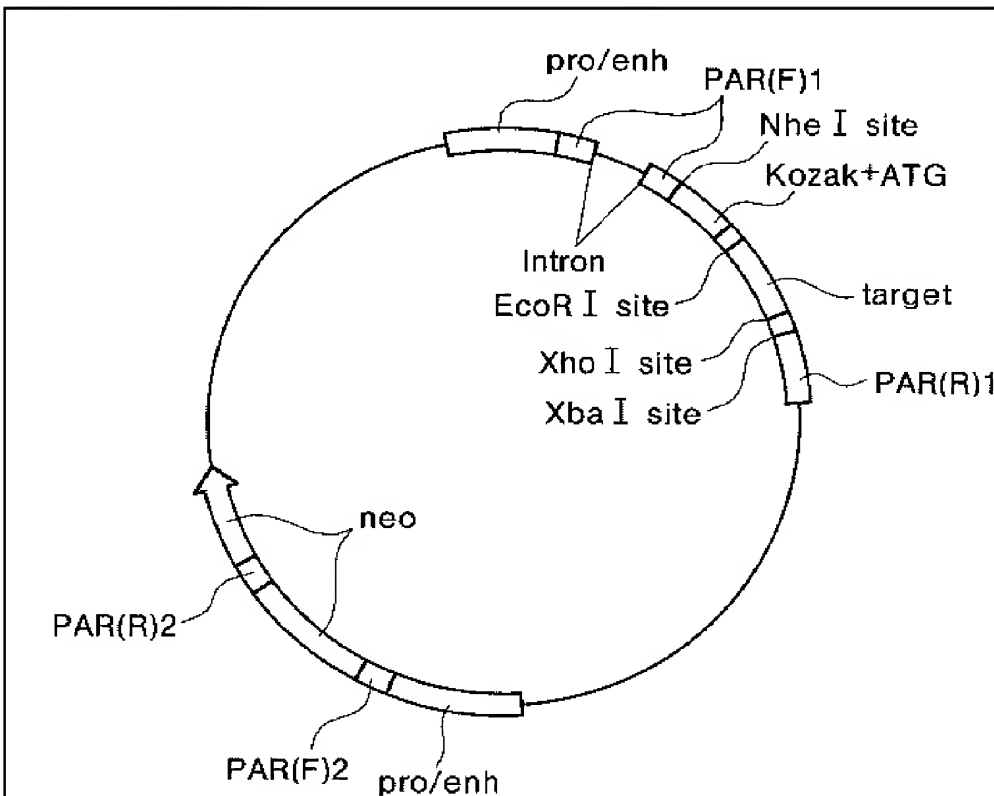 pro/enh
PAR(F)1
Nhe I site
Kozak+ATG
Intron
EcoR I site
target
Xho I site
PAR(R)1
Xba I site
neo
PAR(R)2
PAR(F)2
pro/enh